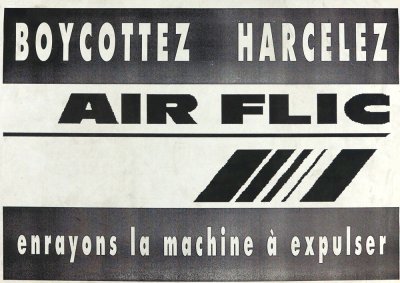 BOYCOTTEZ HARCELEZ
AIR FLIC
enrayons la machine à expulser